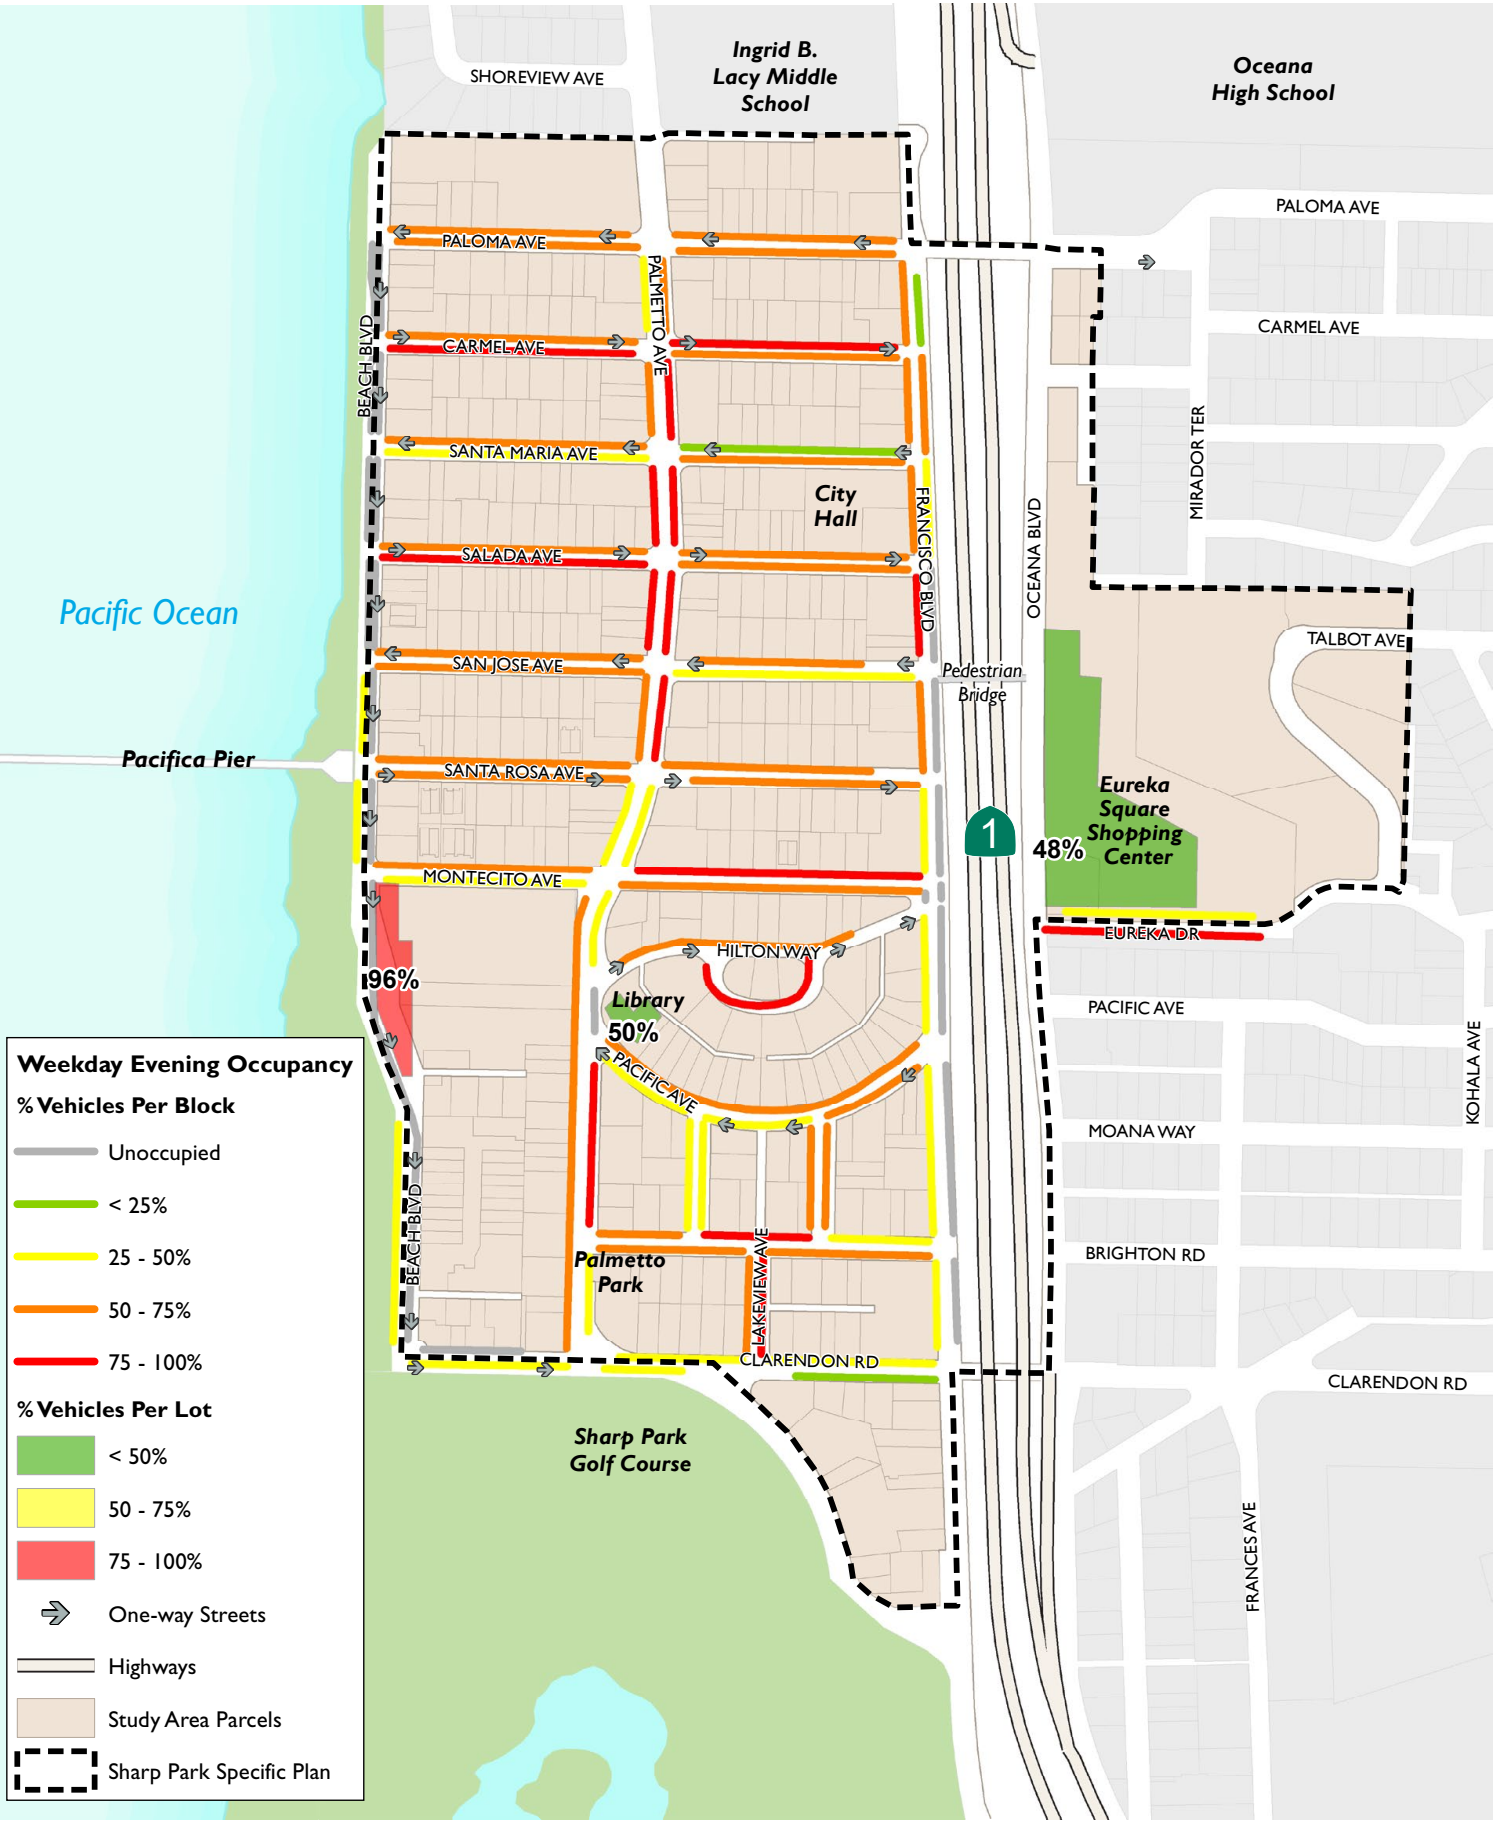 Ingrid B.
Lacy Middle
School
Oceana
High School
SHOREVIEW AVE
PALOMA AVE
PALOMA AVE
PALMETTO AVE
CARMEL AVE
CARMEL AVE
BEACH BLVD
SANTA MARIA AVE
MIRADOR TER
City
Hall
FRANCISCO BLVD
OCEANA BLVD
SALADA AVE
Pacific Ocean
TALBOT AVE
SAN JOSE AVE
Pedestrian
Bridge
Pacifica Pier
SANTA ROSA AVE
Eureka
Square
Shopping
Center
1
48%
MONTECITO AVE
EUREKA DR
HILTON WAY
96%
Library
50%
PACIFIC AVE
PACIFIC AVE
KOHALA AVE
MOANA WAY
BEACH BLVD
BRIGHTON RD
Palmetto
Park
LAKEVIEW AVE
CLARENDON RD
CLARENDON RD
Sharp Park
Golf Course
FRANCES AVE
Weekday Evening Occupancy
% Vehicles Per Block
Unoccupied
< 25%
25 - 50%
50 - 75%
75 - 100%
% Vehicles Per Lot
< 50%
50 - 75%
75 - 100%
One-way Streets
Highways
Study Area Parcels
Sharp Park Specific Plan